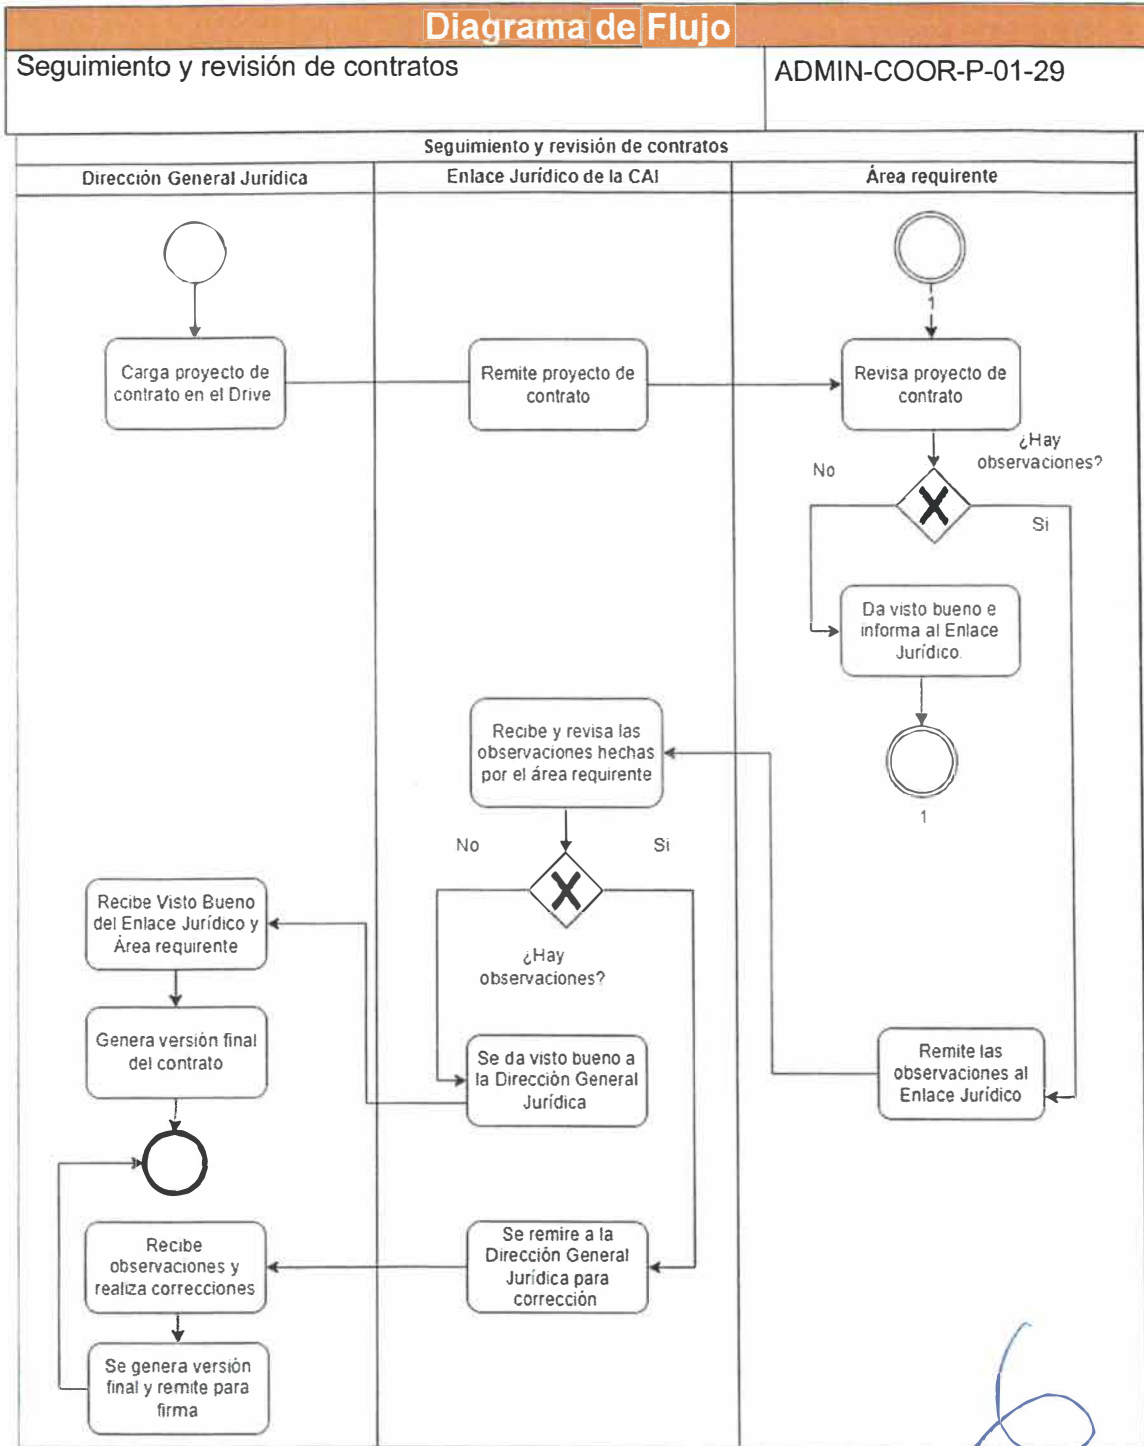 Diagrama de Flujo
Seguimiento y revisión de contratos
ADMIN-COOR-P-01-29
Seguimiento y revisión de contratos
Dirección General Jurídica
Enlace Jurídico de la CAI
Área requirente
1
Carga proyecto de
contrato en el Drive
Remite proyecto de
contrato
Revisa proyecto de
contrato
¿Hay
observaciones?
No
Si
Da visto bueno e
informa al Enlace
Jurídico.
1
Recibe y revisa las
observaciones hechas
por el área requirente
No
Si
¿Hay
observaciones?
Recibe Visto Bueno
del Enlace Jurídico y
Área requirente
Genera versión final
del contrato
Se da visto bueno a
la Dirección General
Jurídica
Remite las
observaciones al
Enlace Jurídico
Recibe
observaciones y
realiza correcciones
Se remire a la
Dirección General
Jurídica para
corrección
Se genera versión
final y remite para
firma